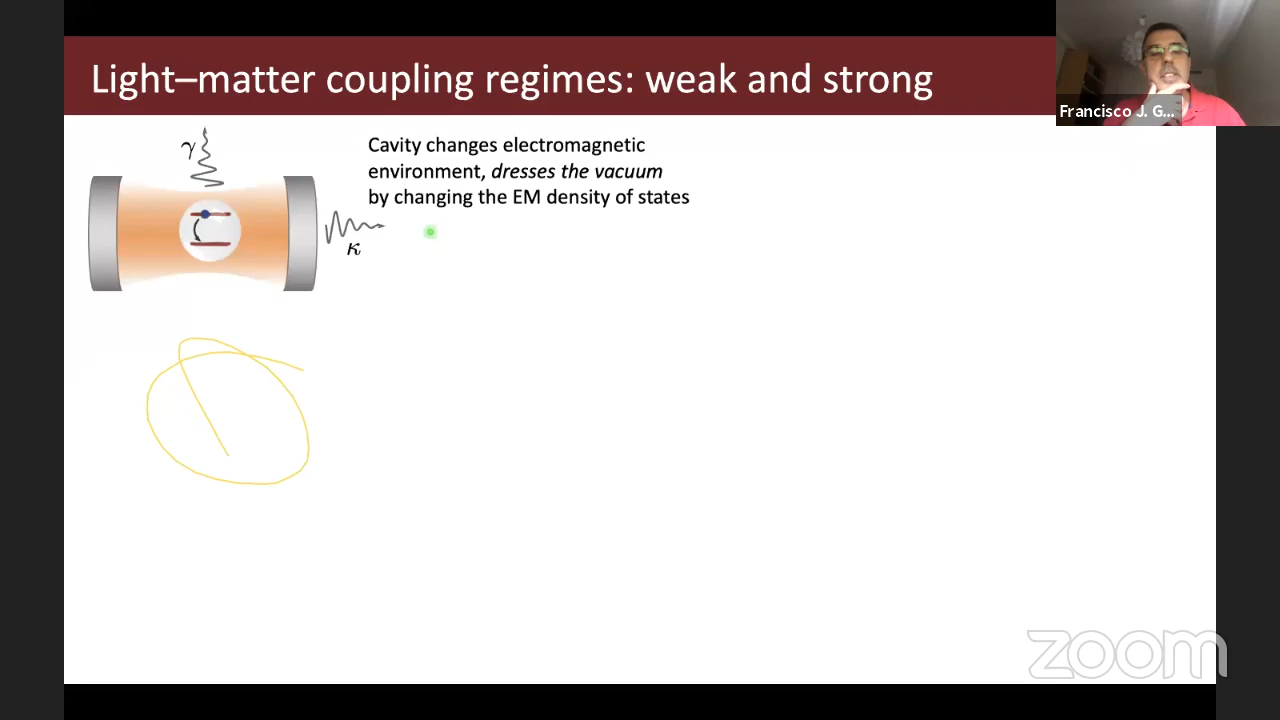 Light–matter coupling regimes: weak and strong
Francisco J. G...
γ
Cavity changes electromagnetic
environment, dresses the vacuum
by changing the EM density of states
κ
zoom